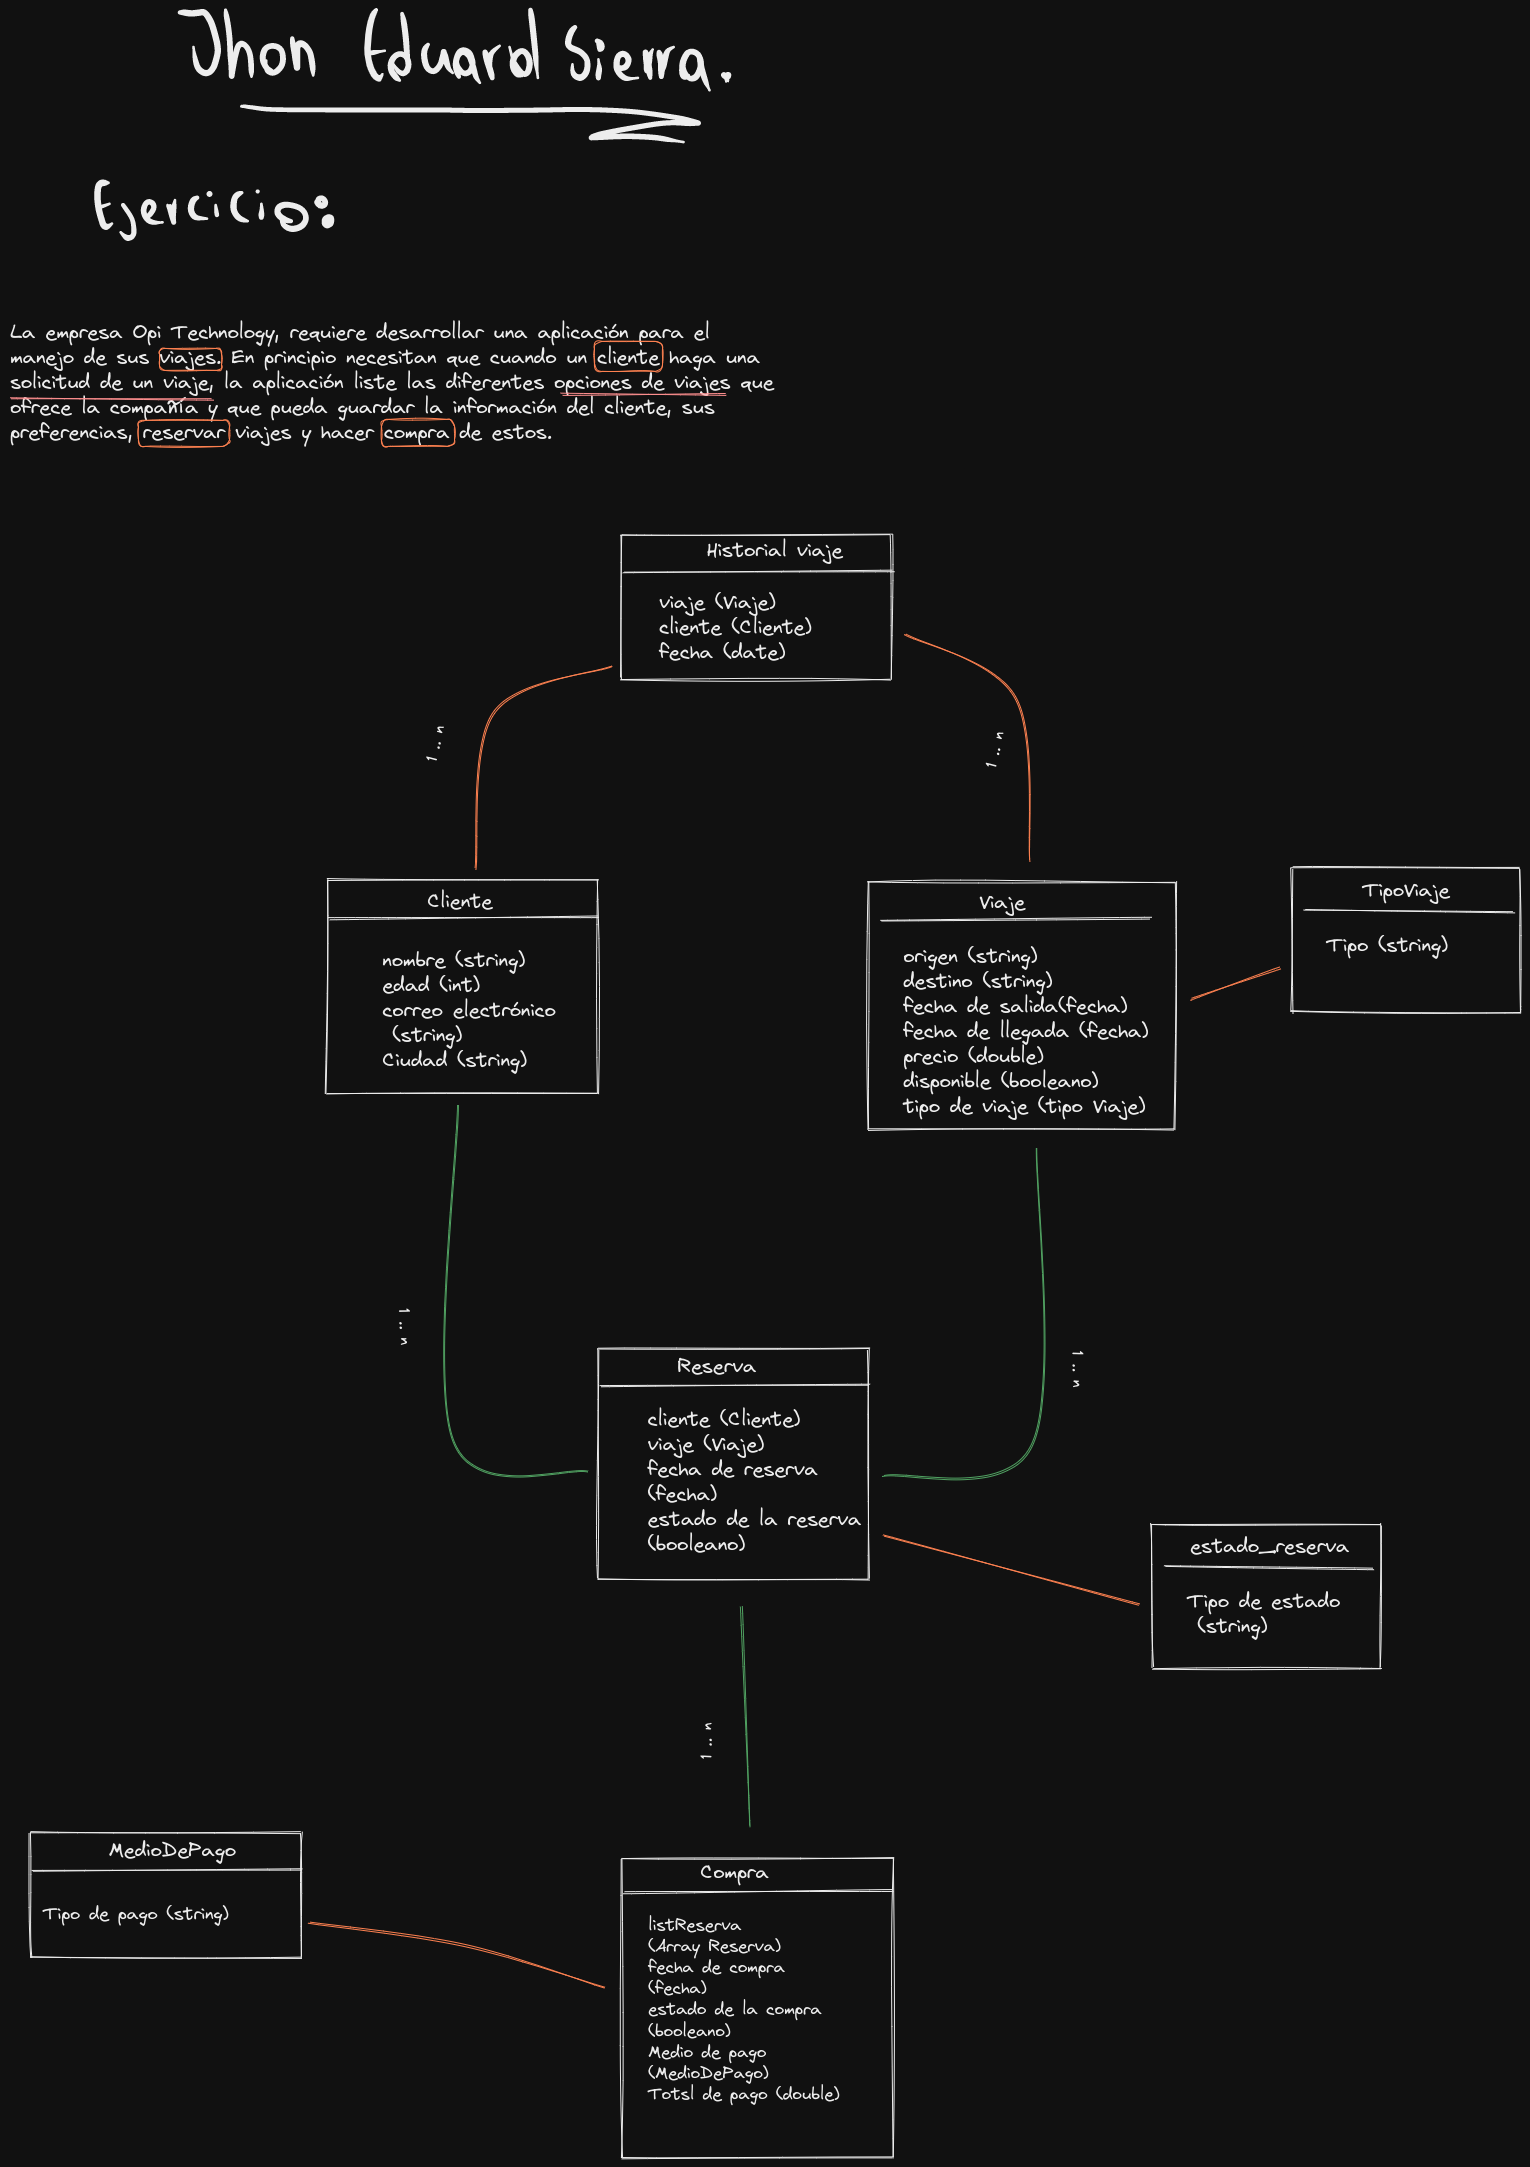 Jhon Eduard Sierra.
Ejercicio:
La empresa Opi Technology, requiere desarrollar una aplicación para el
manejo de sus viajes. En principio necesitan que cuando un cliente haga una
solicitud de un viaje, la aplicación liste las diferentes opciones de viajes que
ofrece la compañía y que pueda guardar la información del cliente, sus
preferencias, reservar viajes y hacer compra de estos.
Historial viaje
viaje (Viaje)
cliente (Cliente)
fecha (date)
1..n
1..n
Cliente
nombre (string)
edad (int)
correo electrónico
(string)
Ciudad (string)
Viaje
origen (string)
destino (string)
fecha de salida(fecha)
fecha de llegada (fecha)
precio (double)
disponible (booleano)
tipo de viaje (tipo Viaje)
TipoViaje
Tipo (string)
1..n
1..n
Reserva
cliente (Cliente)
viaje (Viaje)
fecha de reserva
(fecha)
estado de la reserva
(booleano)
estado_reserva
Tipo de estado
(string)
1..n
MedioDePago
Tipo de pago (string)
Compra
listReserva
(Array Reserva)
fecha de compra
(fecha)
estado de la compra
(booleano)
Medio de pago
(MedioDePago)
Totsl de pago (double)